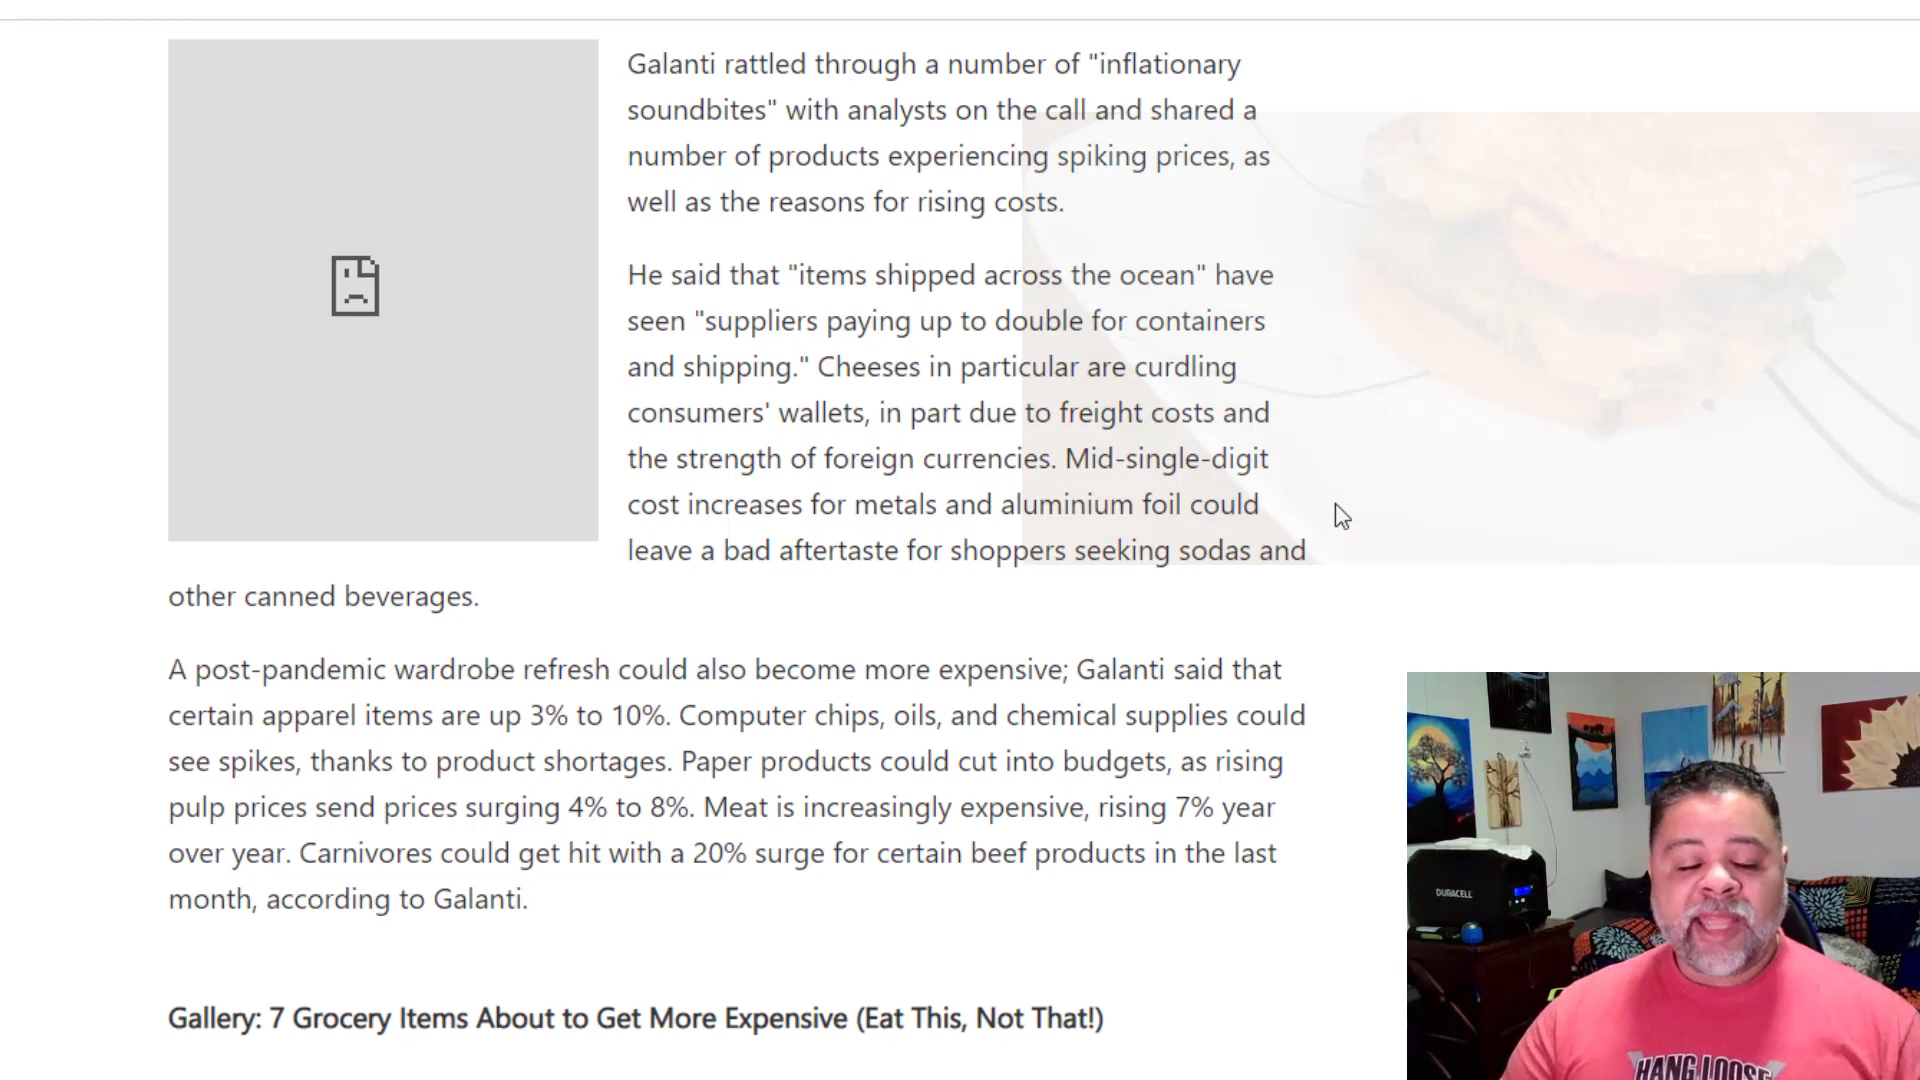 Galanti rattled through a number of "inflationary
soundbites" with analysts on the call and shared a
number of products experiencing spiking prices, as
well as the reasons for rising costs.
He said that "items shipped across the ocean" have
seen "suppliers paying up to double for containers
and shipping." Cheeses in particular are curdling
consumers' wallets, in part due to freight costs and
the strength of foreign currencies. Mid-single-digit
cost increases for metals and aluminium foil could
leave a bad aftertaste for shoppers seeking sodas and
other canned beverages.
A post-pandemic wardrobe refresh could also become more expensive; Galanti said that
certain apparel items are up 3% to 10%. Computer chips, oils, and chemical supplies could
see spikes, thanks to product shortages. Paper products could cut into budgets, as rising
pulp prices send prices surging 4% to 8%. Meat is increasingly expensive, rising 7% year
over year. Carnivores could get hit with a 20% surge for certain beef products in the last
month, according to Galanti.
Gallery: 7 Grocery Items About to Get More Expensive (Eat This, Not That!)
DURACELL
HANG LOOSE